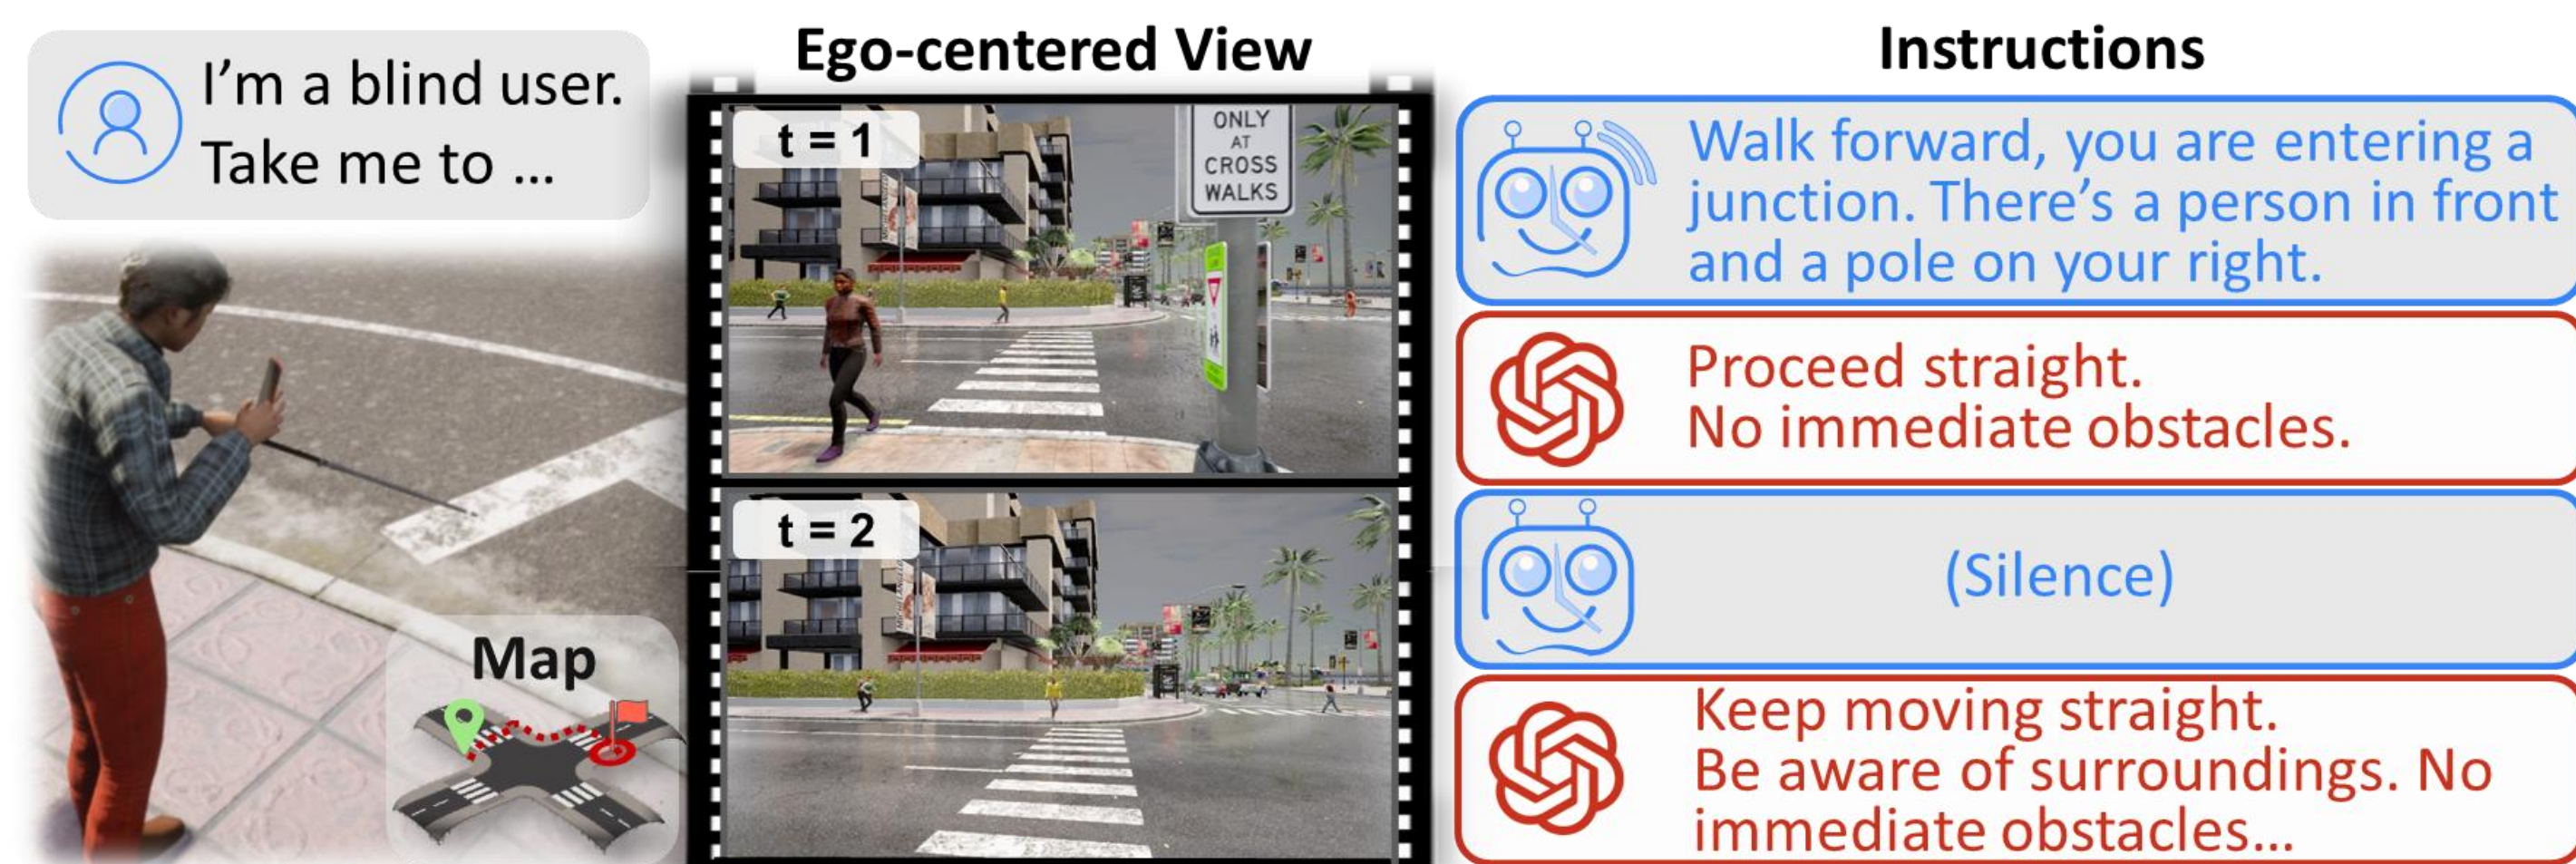 I'm a blind user.
Take me to ...
Map
Ego-centered View
t = 1
ONLY
AT
CROSS
WALKS
t = 2
Instructions
Walk forward, you are entering a
junction. There's a person in front
and a pole on your right.
Proceed straight.
No immediate obstacles.
(Silence)
Keep moving straight.
Be aware of surroundings. No
immediate obstacles...